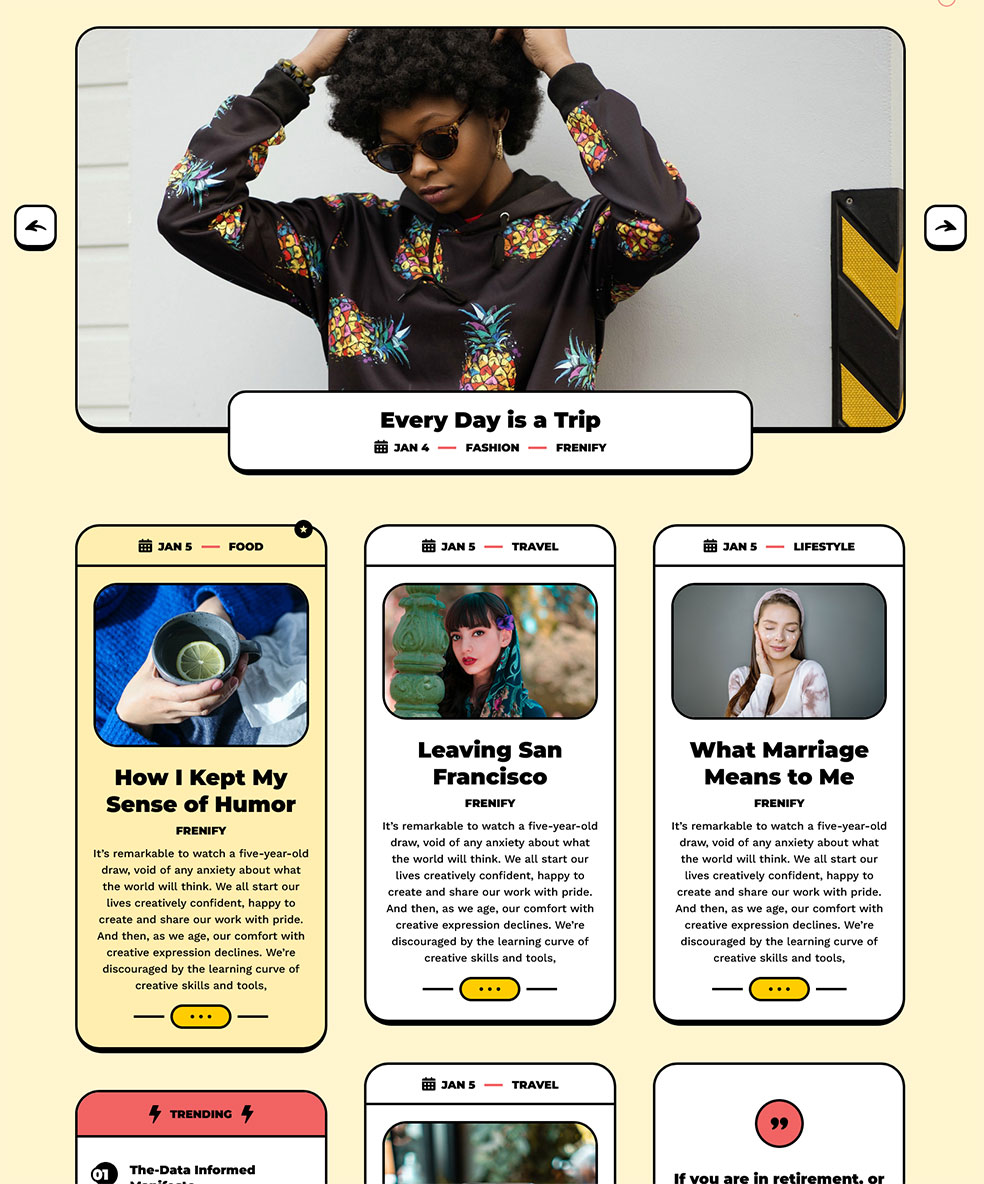 Every Day is a Trip
JAN 4 — FASHION — FRENIFY
JAN 5 — FOOD
How I Kept My
Sense of Humor
FRENIFY
It's remarkable to watch a five-year-old
draw, void of any anxiety about what
the world will think. We all start our
lives creatively confident, happy to
create and share our work with pride.
And then, as we age, our comfort with
creative expression declines. We're
discouraged by the learning curve of
creative skills and tools,
JAN 5 — TRAVEL
Leaving San
Francisco
FRENIFY
It's remarkable to watch a five-year-old
draw, void of any anxiety about what
the world will think. We all start our
lives creatively confident, happy to
create and share our work with pride.
And then, as we age, our comfort with
creative expression declines. We're
discouraged by the learning curve of
creative skills and tools,
JAN 5 — LIFESTYLE
What Marriage
Means to Me
FRENIFY
It's remarkable to watch a five-year-old
draw, void of any anxiety about what
the world will think. We all start our
lives creatively confident, happy to
create and share our work with pride.
And then, as we age, our comfort with
creative expression declines. We're
discouraged by the learning curve of
creative skills and tools,
TRENDING
01
The-Data Informed
JAN 5 — TRAVEL
If you are in retirement, or